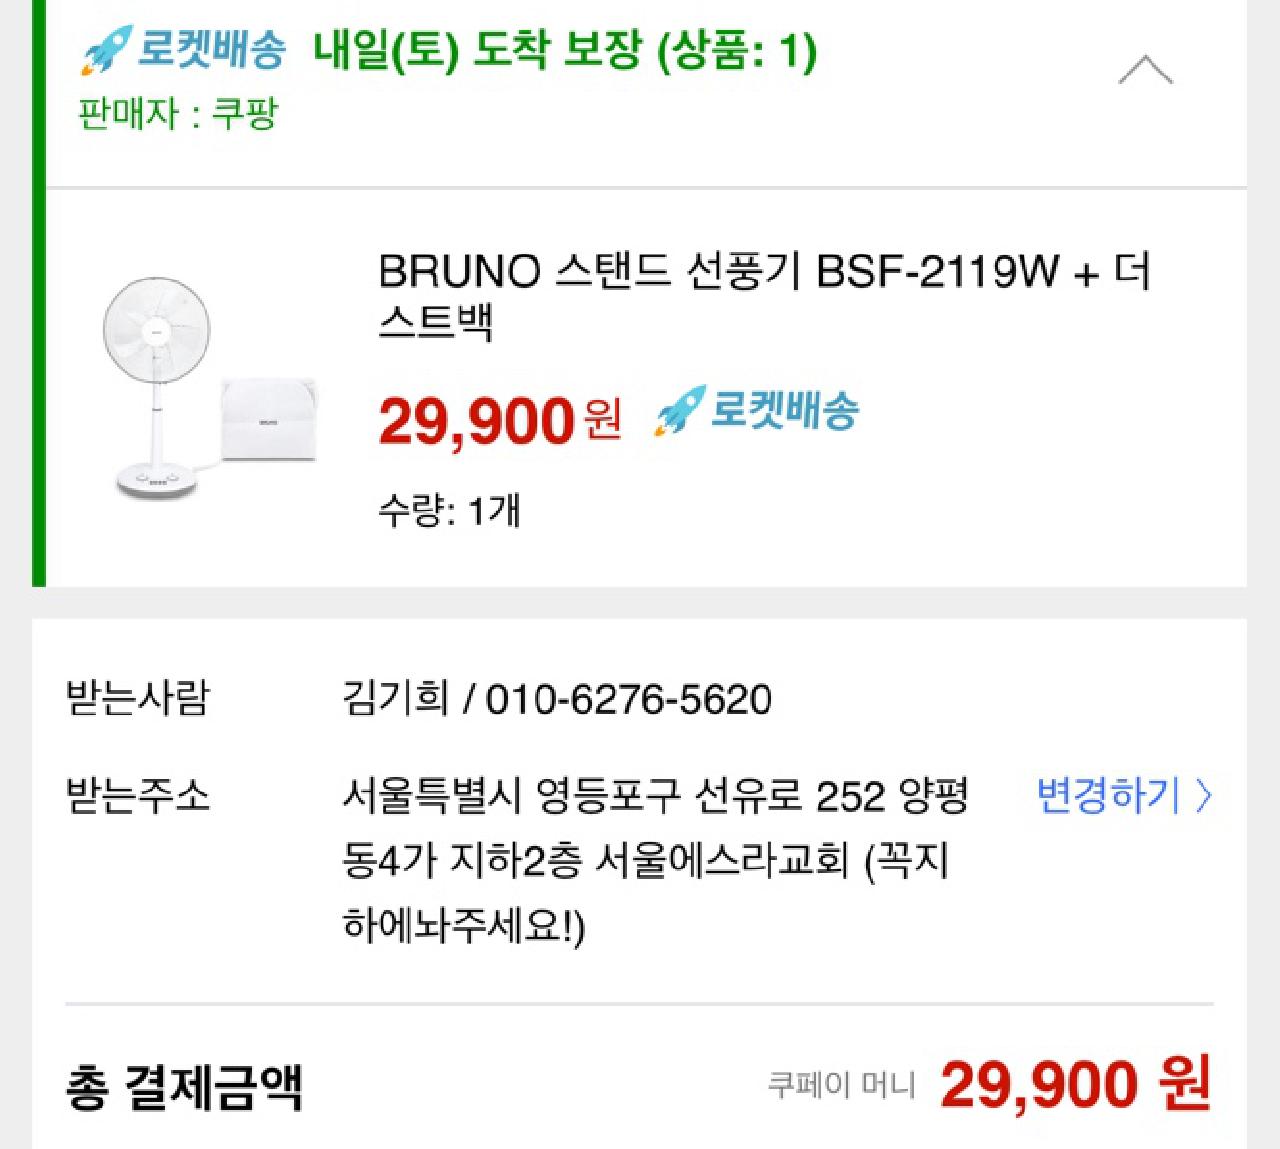 로켓배송 내일(토) 도착 보장 (상품: 1)
판매자 : 쿠팡
BRUNO 스탠드 선풍기 BSF-2119W + 더
스트백
BRUNO
29,900원 로켓배송
수량: 1개
받는사람 김기희 / 010-6276-5620
받는주소 서울특별시 영등포구 선유로 252 양평 변경하기 〉
동4가 지하2층 서울에스라교회 (꼭지
하에놔주세요!)
총 결제금액 쿠페이 머니 29,900 원